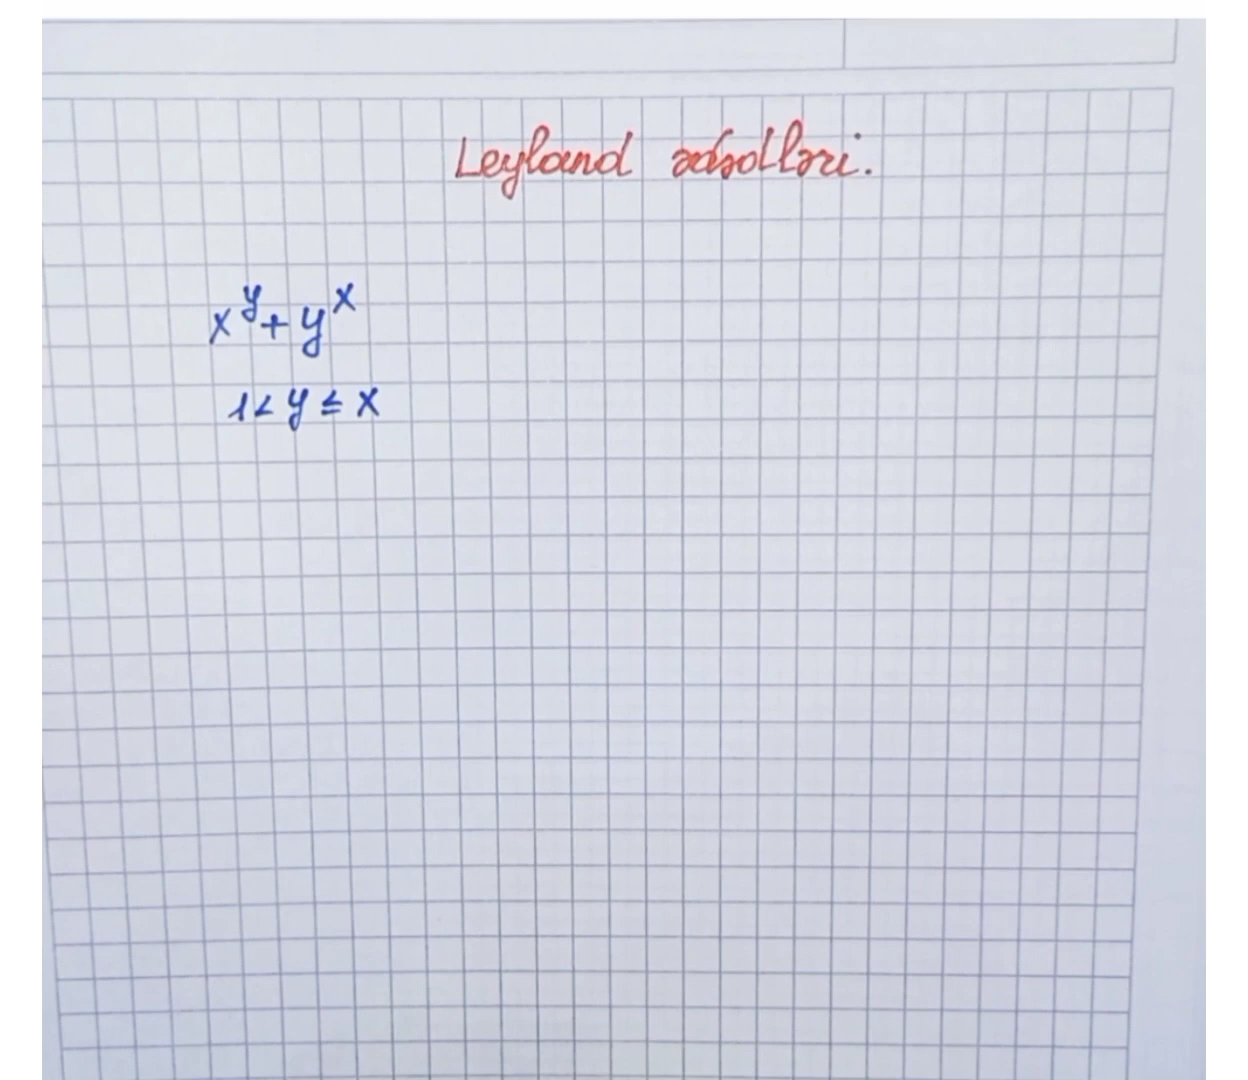 Leyland ədədləri.
x^y + y^x
1 < y ≤ x